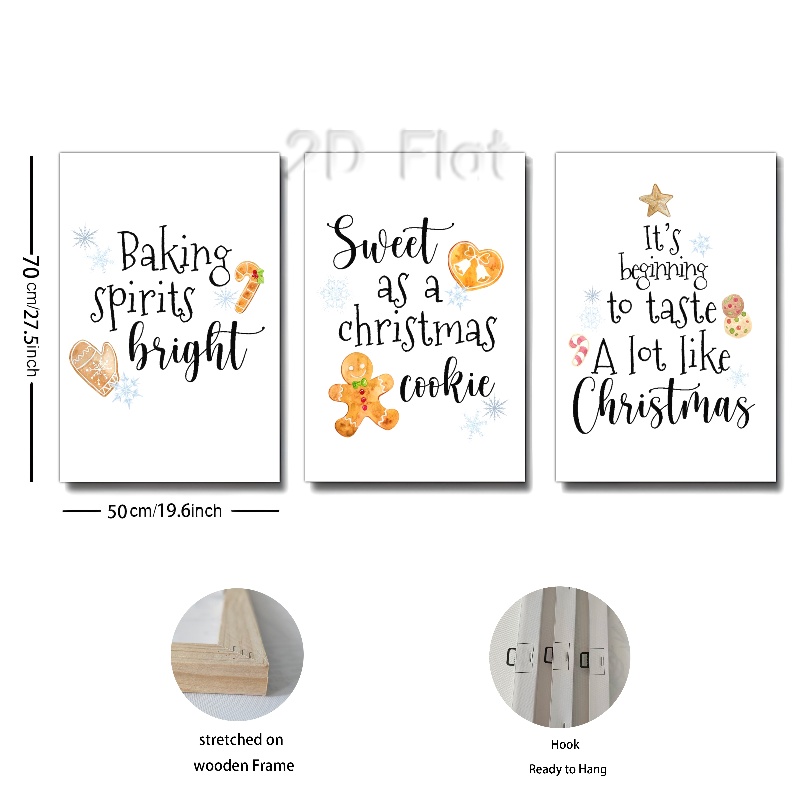 2D Flat
Baking
spirits
bright
Sweet
as a
christmas
cookie
It's
beginning
to taste
A lot like
Christmas
70cm/27.5inch
50cm/19.6inch
stretched on
wooden Frame
Hook
Ready to Hang